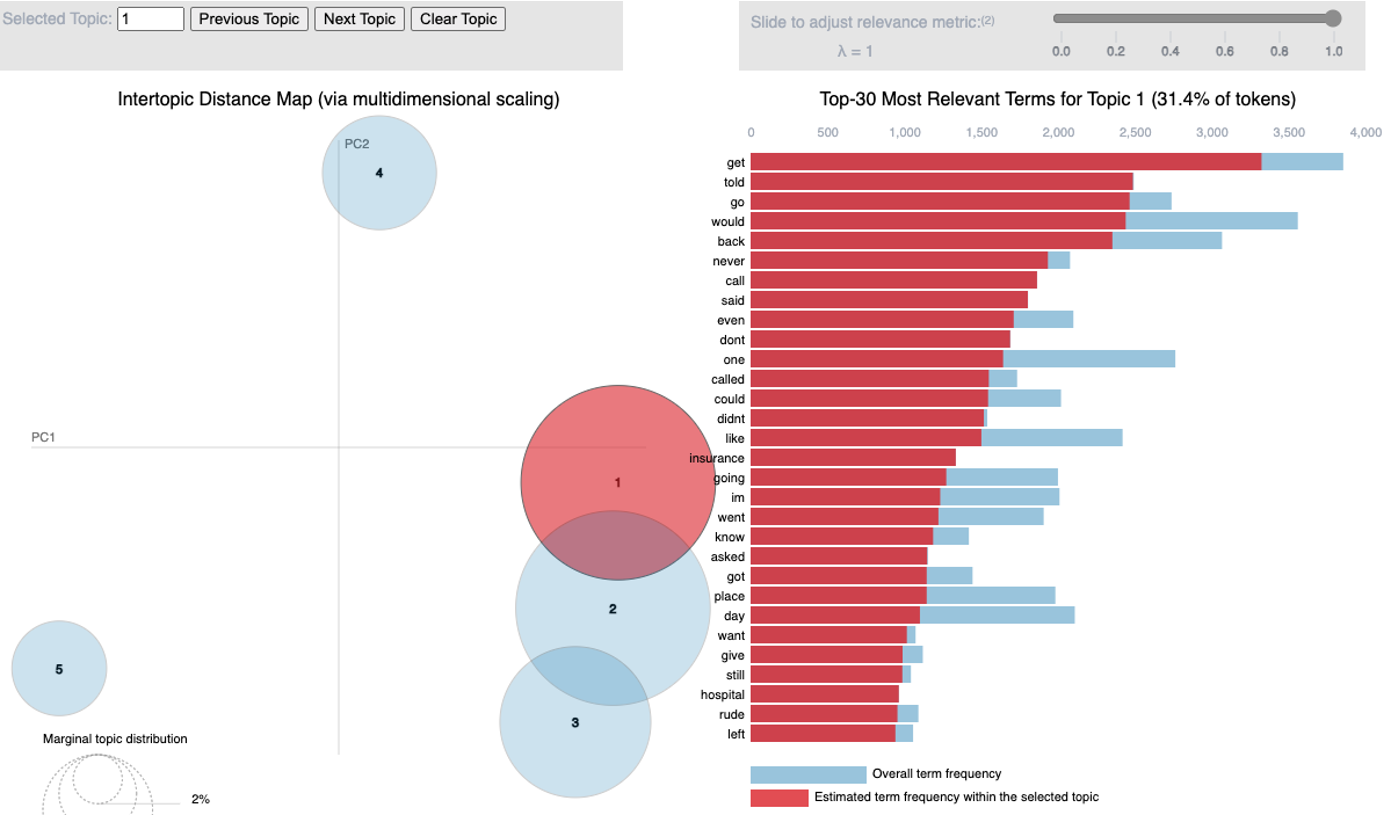 Selected Topic: 1 Previous Topic Next Topic Clear Topic
Slide to adjust relevance metric:(2)
λ = 1
0.0 0.2 0.4 0.6 0.8 1.0
Intertopic Distance Map (via multidimensional scaling)
PC2
4
PC1
1
2
5
3
Marginal topic distribution
2%
Top-30 Most Relevant Terms for Topic 1 (31.4% of tokens)
0 500 1,000 1,500 2,000 2,500 3,000 3,500 4,000
get
told
go
would
back
never
call
said
even
dont
one
called
could
didnt
like
insurance
going
im
went
know
asked
got
place
day
want
give
still
hospital
rude
left
Overall term frequency
Estimated term frequency within the selected topic